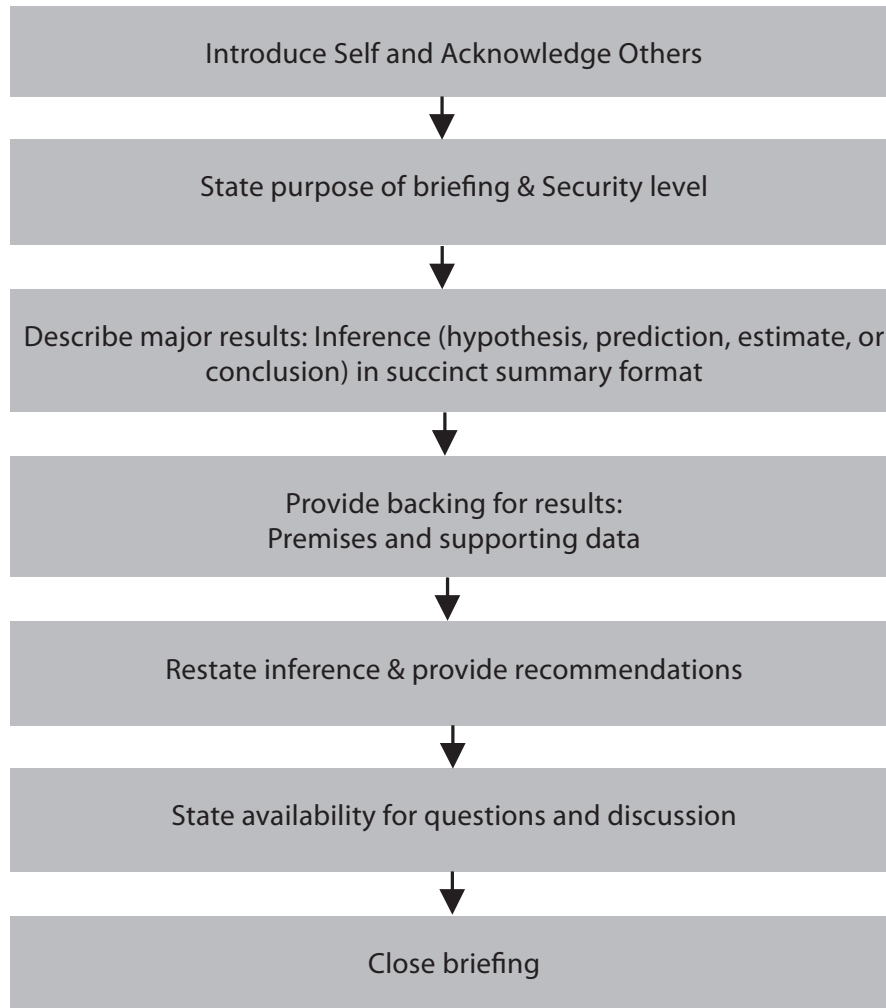 Introduce Self and Acknowledge Others
State purpose of briefing & Security level
Describe major results: Inference (hypothesis, prediction, estimate, or
conclusion) in succinct summary format
Provide backing for results:
Premises and supporting data
Restate inference & provide recommendations
State availability for questions and discussion
Close briefing